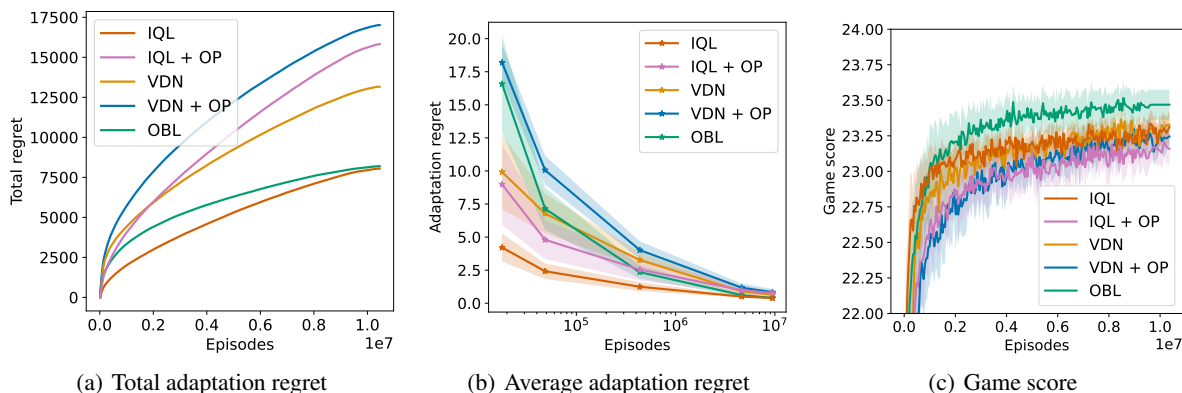 17500
15000
12500
10000
7500
5000
2500
0
Total regret
IQL
IQL + OP
VDN
VDN + OP
OBL
0.0 0.2 0.4 0.6 0.8 1.0
Episodes
1e7
(a) Total adaptation regret
20.0
17.5
15.0
12.5
10.0
7.5
5.0
2.5
0.0
Adaptation regret
IQL
IQL + OP
VDN
VDN + OP
OBL
10^5 10^6 10^7
Episodes
(b) Average adaptation regret
24.00
23.75
23.50
23.25
23.00
22.75
22.50
22.25
22.00
Game score
IQL
IQL + OP
VDN
VDN + OP
OBL
0.0 0.2 0.4 0.6 0.8 1.0
Episodes
1e7
(c) Game score